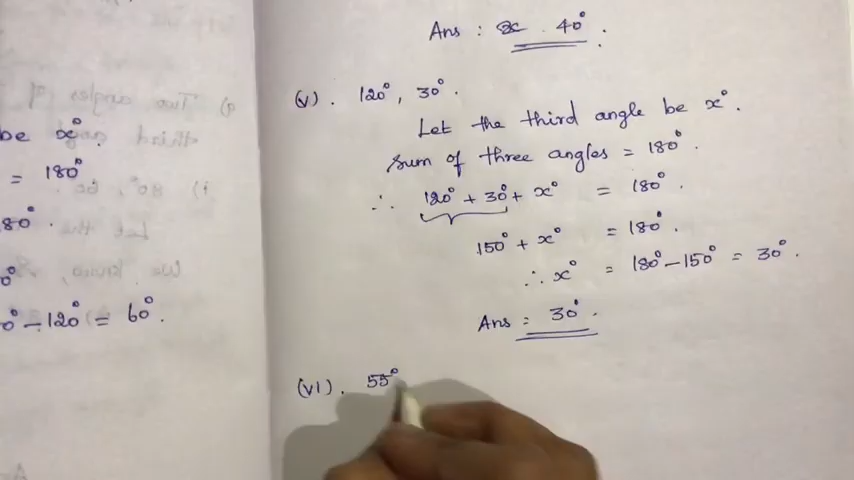 be x°.
= 180°
80°.
0°
0° - 120° = 60°.
Ans : x 40°.
(v). 120°, 30°.
Let the third angle be x°.
Sum of three angles = 180°.
∴ 120° + 30° + x° = 180°.
150° + x° = 180°.
∴ x° = 180° - 150° = 30°.
Ans : 30°.
(vi). 55°